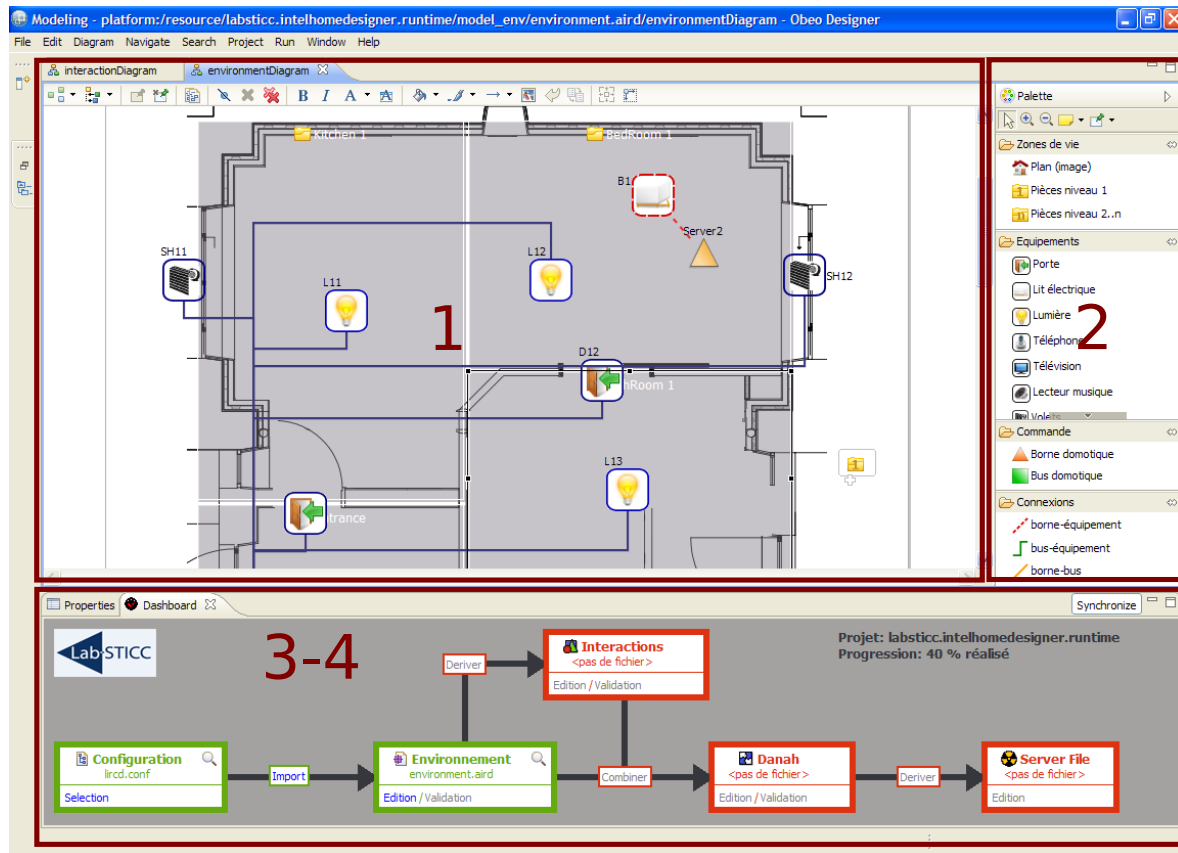 Modeling - platform:/resource/labsticc.intelhomedesigner.runtime/model_env/environment.aird/environmentDiagram - Obeo Designer
File Edit Diagram Navigate Search Project Run Window Help
interactionDiagram environmentDiagram
B I A
Kitchen 1 BedRoom 1
B1
Server2
SH11
L12
SH12
L11
1
D12
hRoom 1
L13
trance
Palette
Zones de vie
Plan (image)
Pièces niveau 1
Pièces niveau 2..n
Equipements
Porte
Lit électrique
Lumière
2
Téléphone
Télévision
Lecteur musique
Volets
Commande
Borne domotique
Bus domotique
Connexions
borne-équipement
bus-équipement
borne-bus
Properties Dashboard Synchronize
Lab-STICC
3-4
Projet: labsticc.intelhomedesigner.runtime
Progression: 40 % réalisé
Deriver
Interactions
<pas de fichier>
Edition / Validation
Configuration
lircd.conf
Selection
Import
Environnement
environment.aird
Edition / Validation
Combiner
Danah
<pas de fichier>
Edition / Validation
Deriver
Server File
<pas de fichier>
Edition